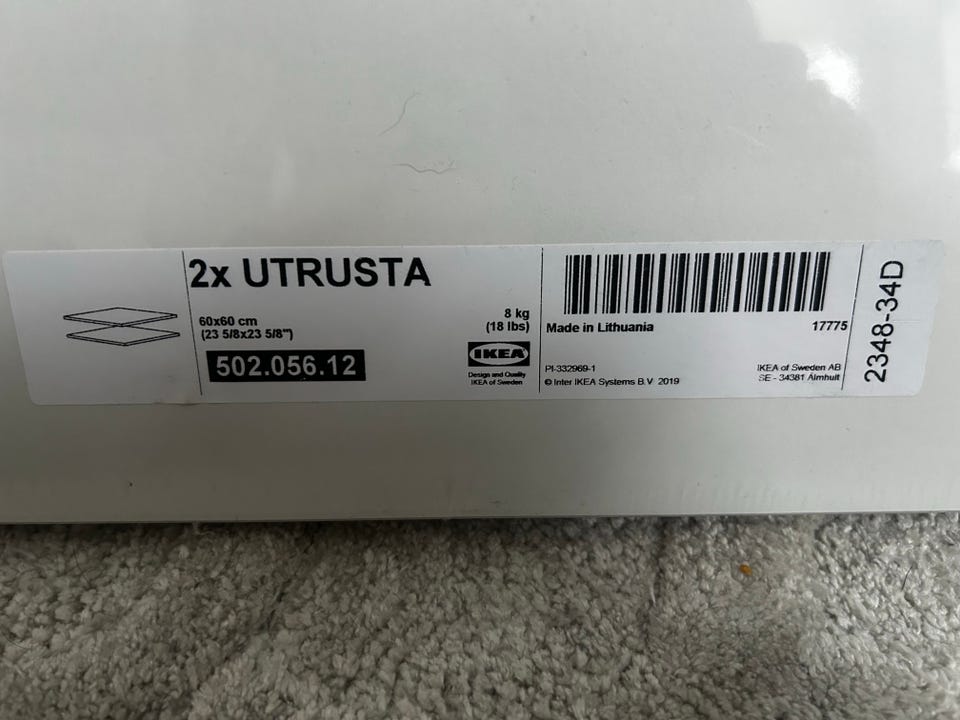 2x UTRUSTA
60x60 cm
(23 5/8x23 5/8")
502.056.12
8 kg
(18 lbs)
IKEA
Design and Quality
IKEA of Sweden
Made in Lithuania
17775
PI-332969-1
© Inter IKEA Systems B.V. 2019
IKEA of Sweden AB
SE - 34381 Älmhult
2348-34D